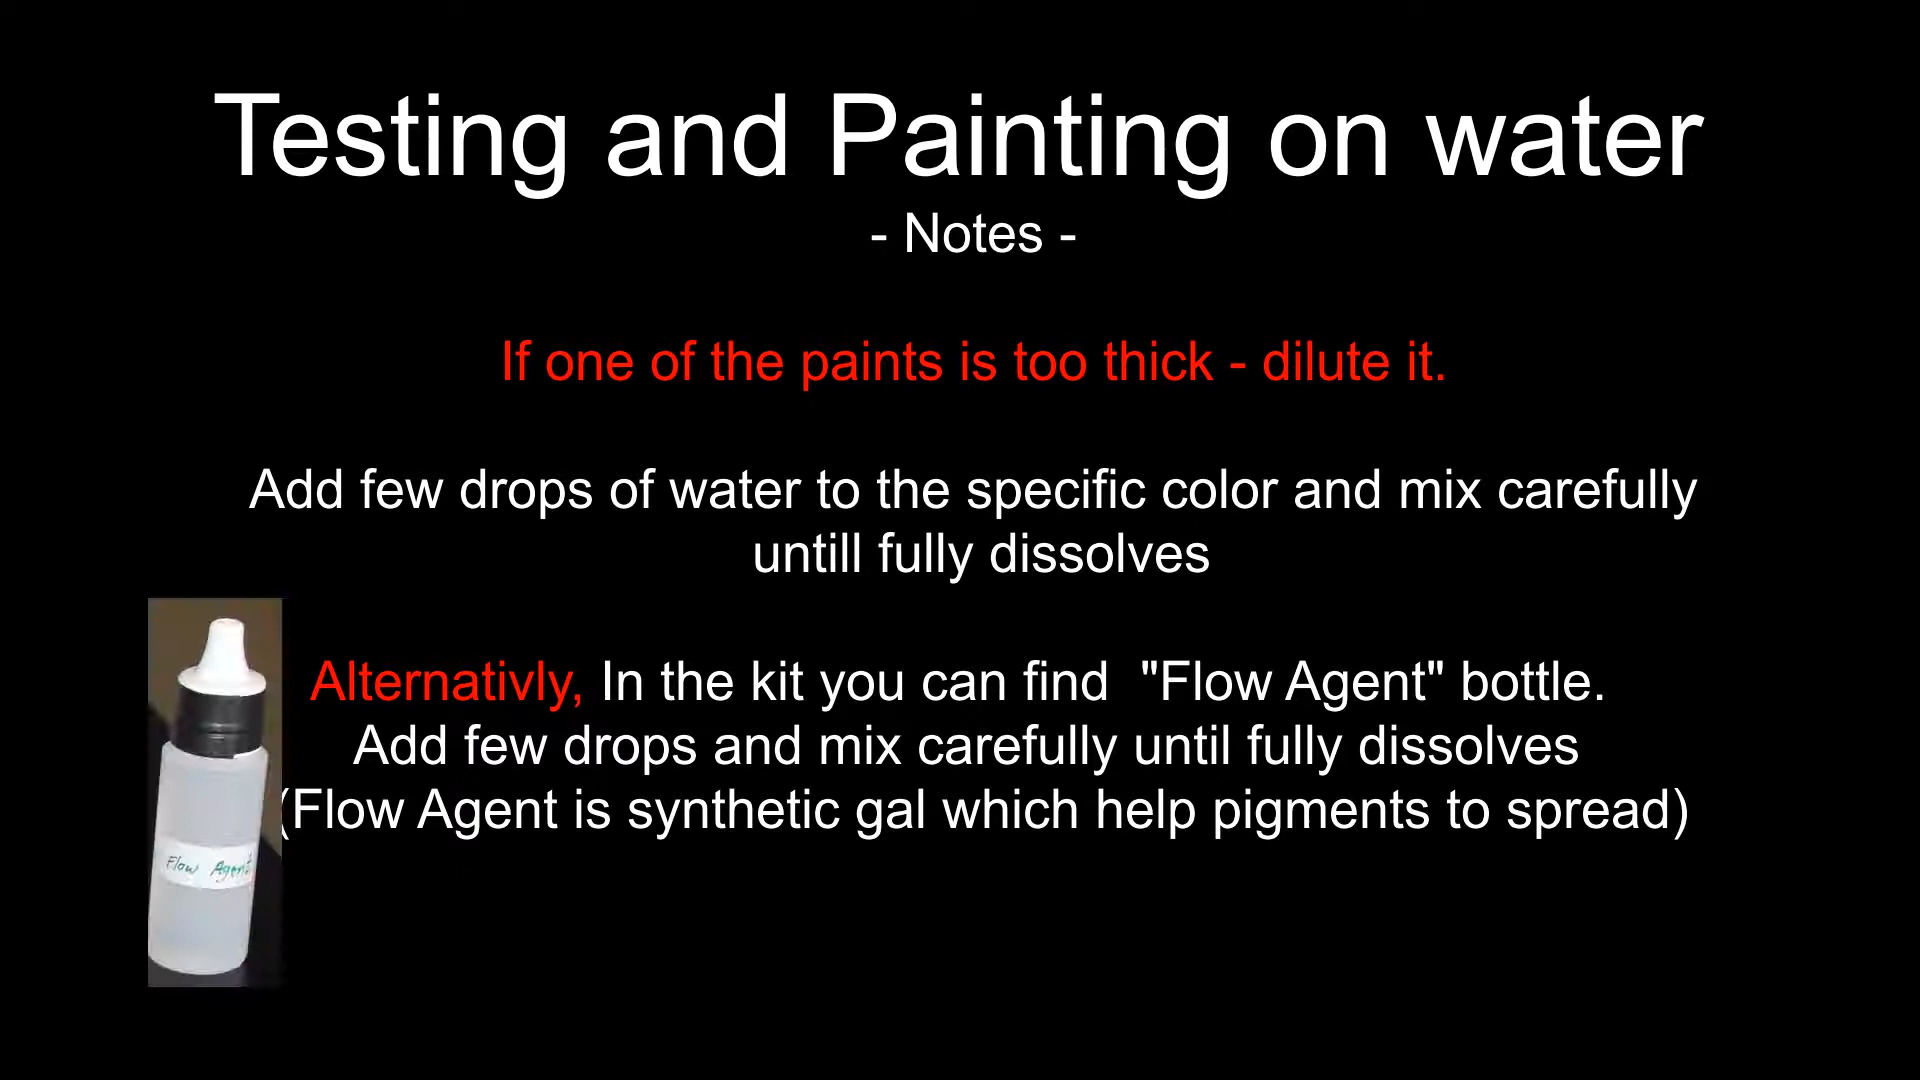 Testing and Painting on water
- Notes -
If one of the paints is too thick - dilute it.
Add few drops of water to the specific color and mix carefully
untill fully dissolves
Alternativly, In the kit you can find  "Flow Agent" bottle.
Add few drops and mix carefully until fully dissolves
(Flow Agent is synthetic gal which help pigments to spread)
Flow Agent